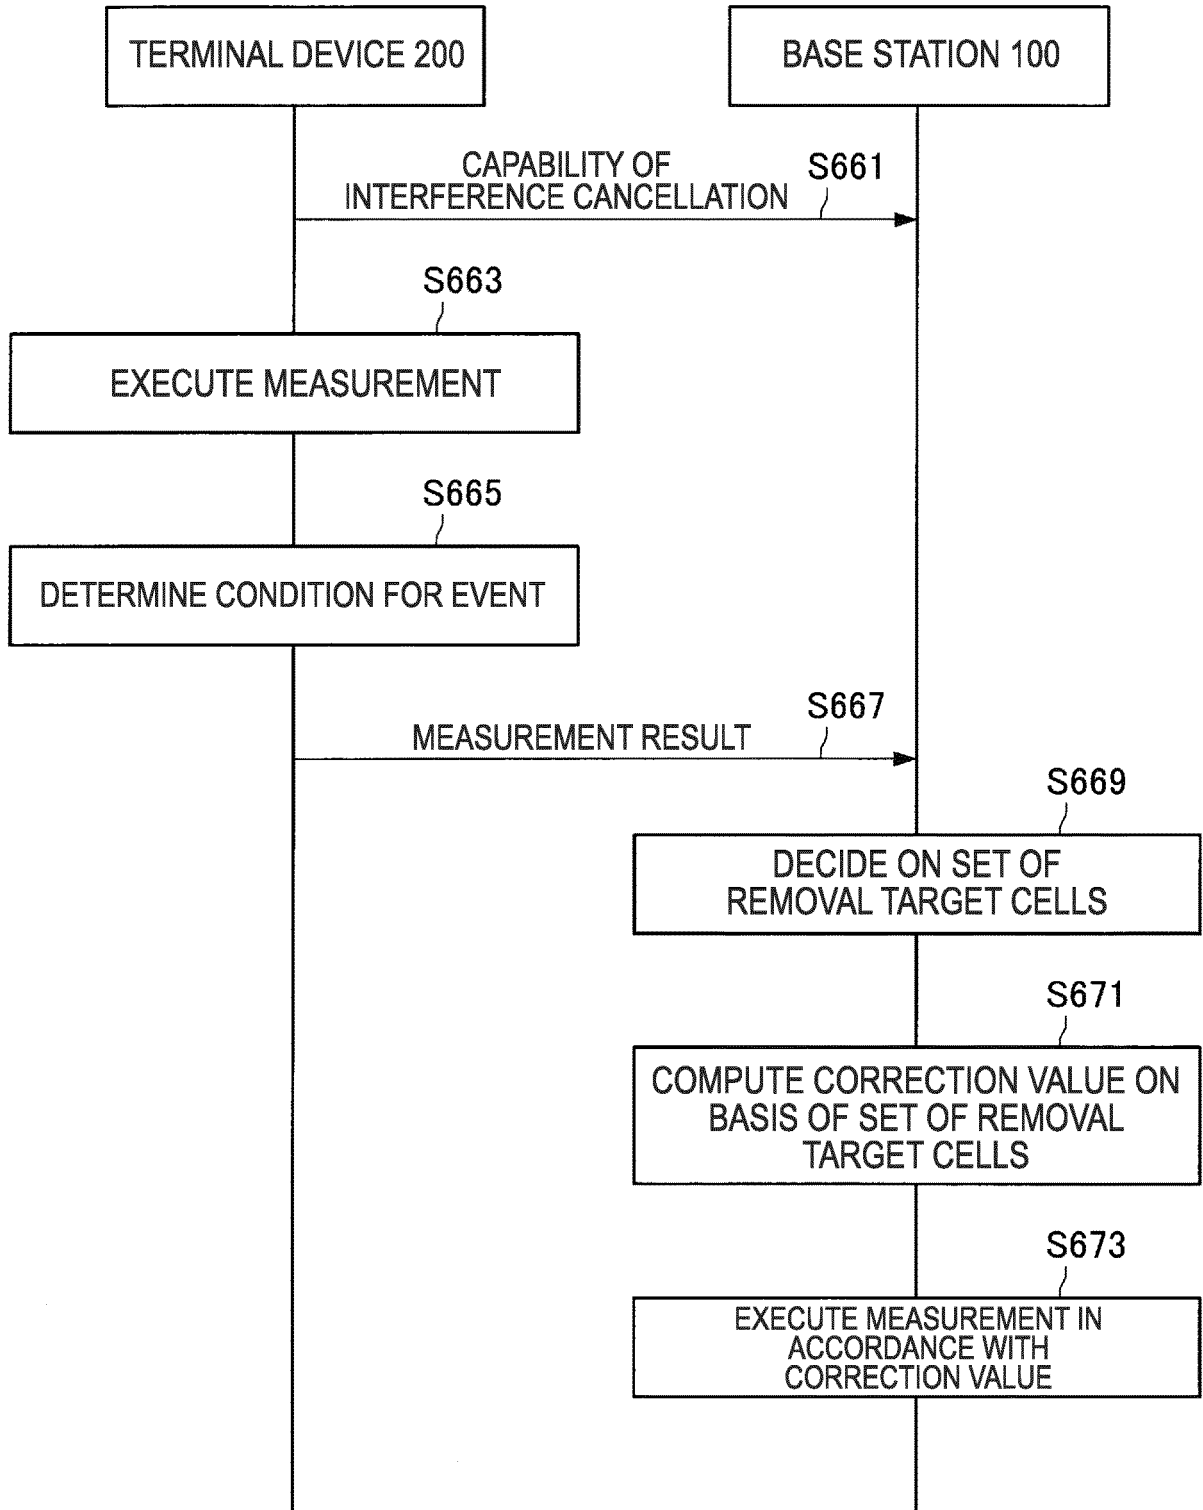 TERMINAL DEVICE 200
BASE STATION 100
CAPABILITY OF
INTERFERENCE CANCELLATION
S661
S663
EXECUTE MEASUREMENT
S665
DETERMINE CONDITION FOR EVENT
S667
MEASUREMENT RESULT
S669
DECIDE ON SET OF
REMOVAL TARGET CELLS
S671
COMPUTE CORRECTION VALUE ON
BASIS OF SET OF REMOVAL
TARGET CELLS
S673
EXECUTE MEASUREMENT IN
ACCORDANCE WITH
CORRECTION VALUE